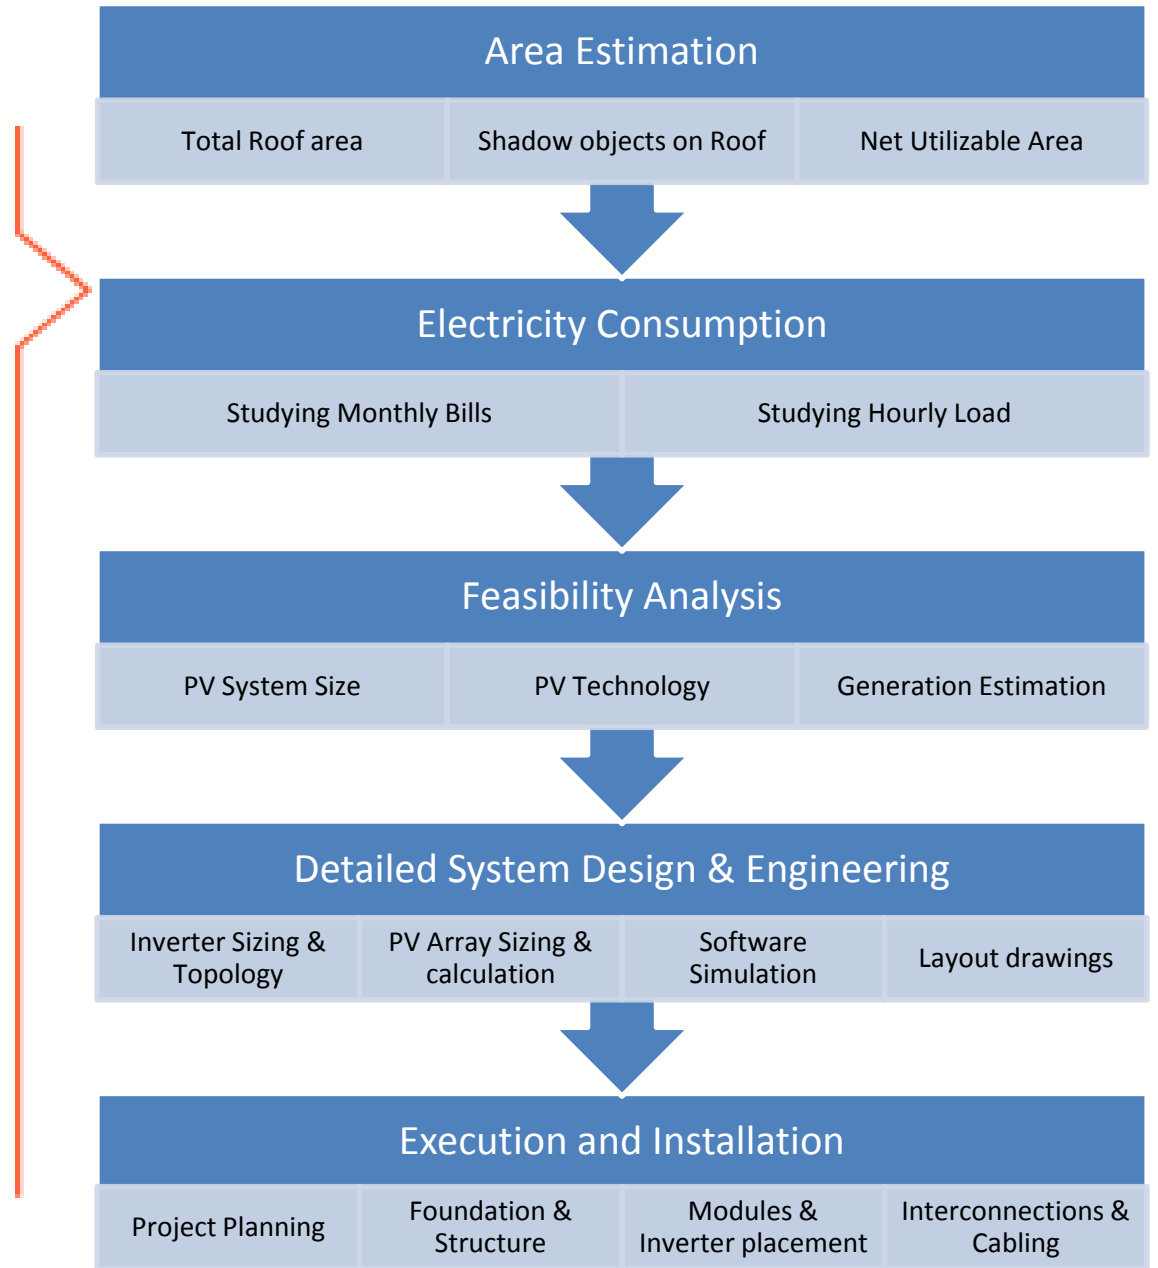 Area Estimation
Total Roof area
Shadow objects on Roof
Net Utilizable Area
Electricity Consumption
Studying Monthly Bills
Studying Hourly Load
Feasibility Analysis
PV System Size
PV Technology
Generation Estimation
Detailed System Design & Engineering
Inverter Sizing &
Topology
PV Array Sizing &
calculation
Software
Simulation
Layout drawings
Execution and Installation
Project Planning
Foundation &
Structure
Modules &
Inverter placement
Interconnections &
Cabling